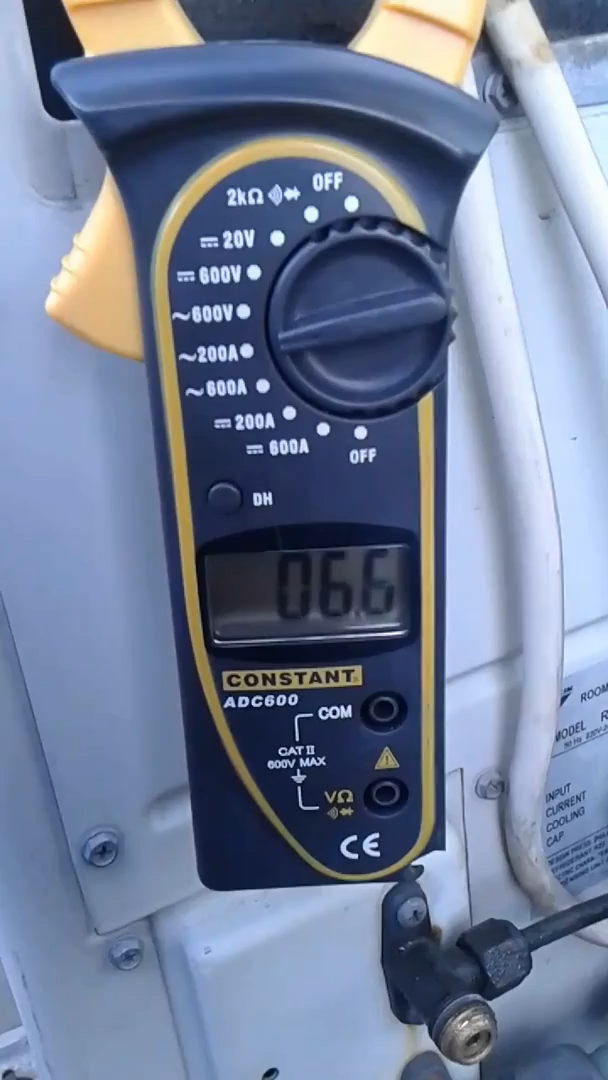 OFF
2kΩ
⎓ 20V
⎓ 600V
~600V
~200A
~600A
⎓ 200A
⎓ 600A
OFF
DH
06.6
CONSTANT
ADC600
COM
CAT II
600V MAX
VΩ
CE
ROOM
MODEL R
INPUT
CURRENT
COOLING
CAP.